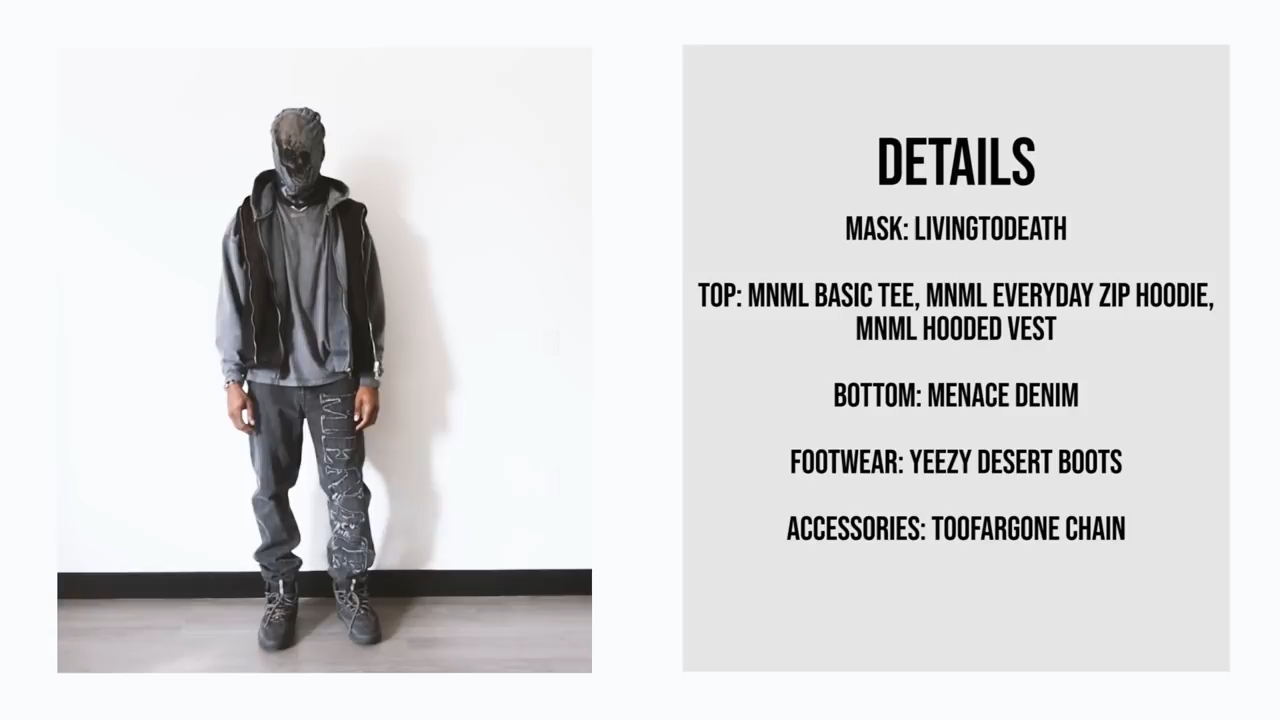 DETAILS
MASK: LIVINGTODEATH
TOP: MNML BASIC TEE, MNML EVERYDAY ZIP HOODIE,
MNML HOODED VEST
BOTTOM: MENACE DENIM
FOOTWEAR: YEEZY DESERT BOOTS
ACCESSORIES: TOOFARGONE CHAIN